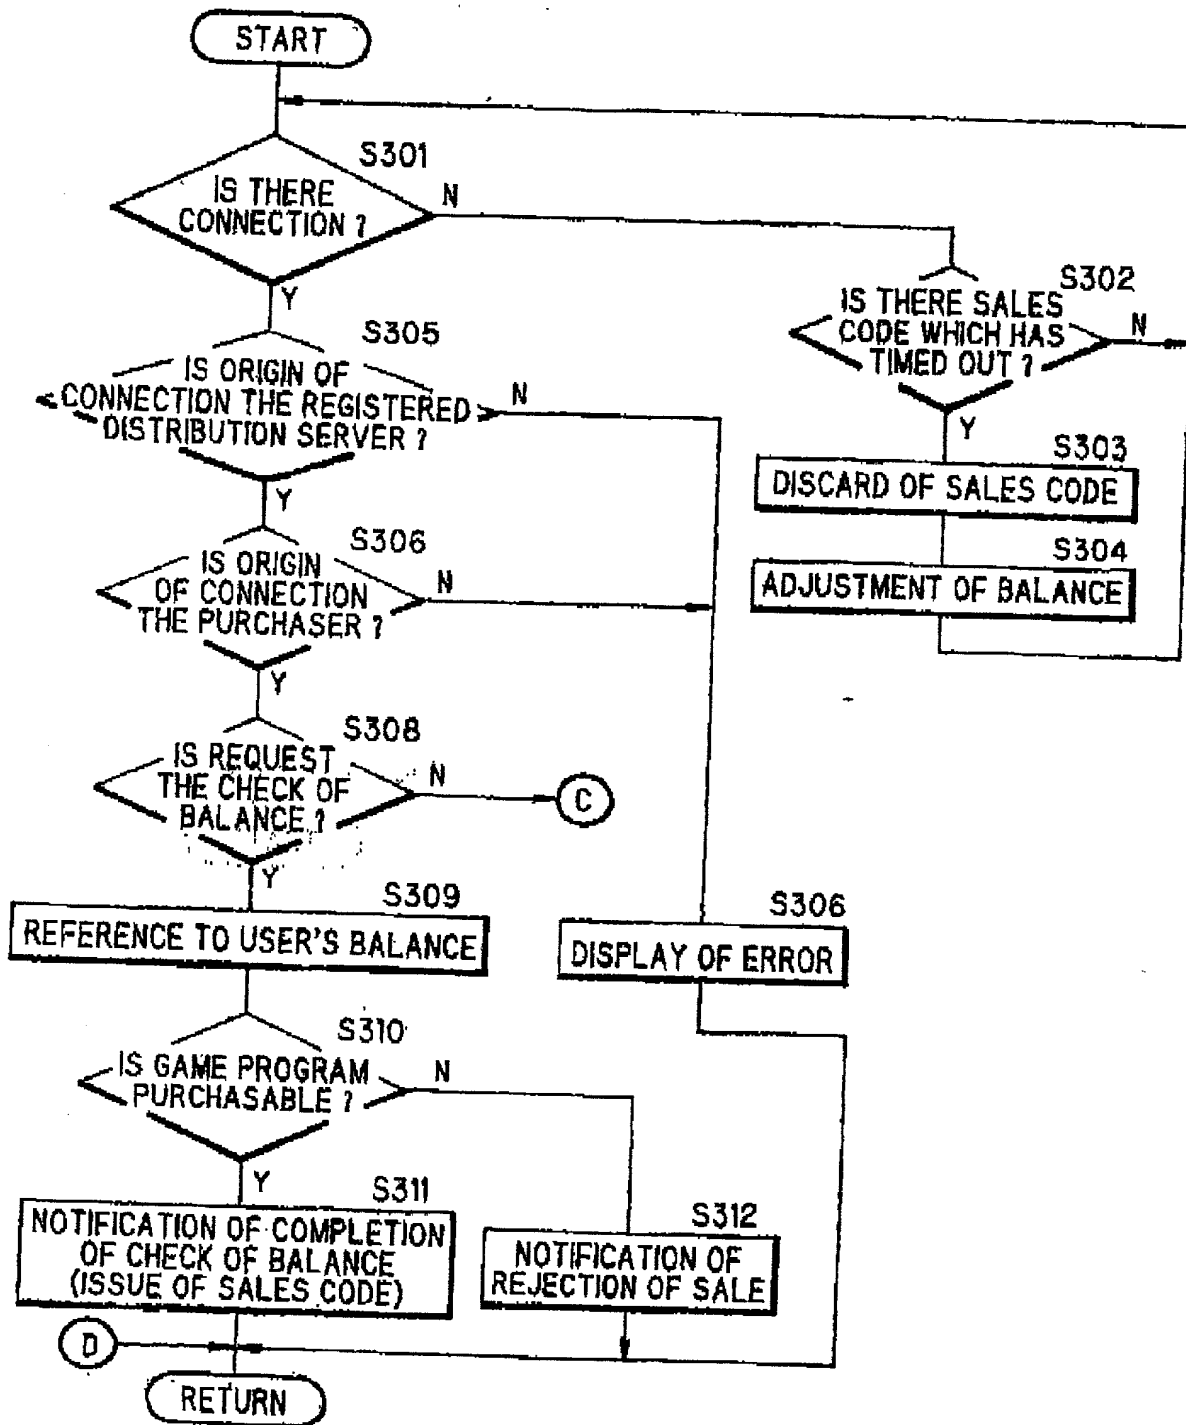 START
S301
IS THERE
CONNECTION ?
N
Y
S302
IS THERE SALES
CODE WHICH HAS
TIMED OUT ?
N
Y
S303
DISCARD OF SALES CODE
S304
ADJUSTMENT OF BALANCE
S305
IS ORIGIN OF
CONNECTION THE REGISTERED
DISTRIBUTION SERVER ?
N
Y
S306
IS ORIGIN
OF CONNECTION
THE PURCHASER ?
N
Y
S308
IS REQUEST
THE CHECK OF
BALANCE ?
N
C
Y
S309
REFERENCE TO USER'S BALANCE
S306
DISPLAY OF ERROR
S310
IS GAME PROGRAM
PURCHASABLE ?
N
Y
S311
NOTIFICATION OF COMPLETION
OF CHECK OF BALANCE
(ISSUE OF SALES CODE)
S312
NOTIFICATION OF
REJECTION OF SALE
D
RETURN